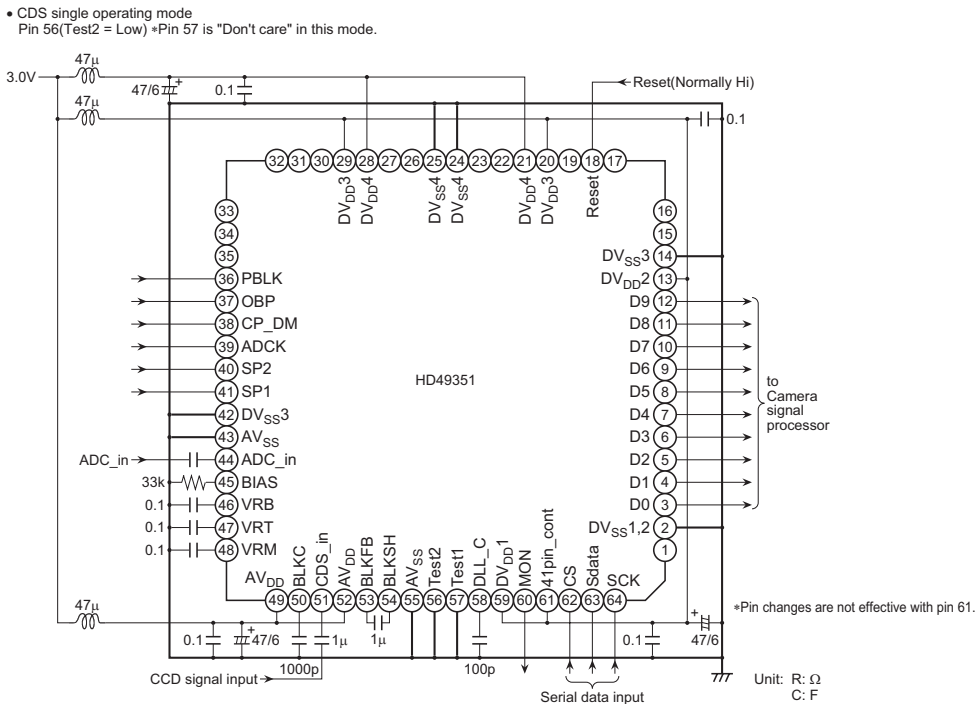 • CDS single operating mode
Pin 56(Test2 = Low) *Pin 57 is "Don't care" in this mode.
47μ
3.0V
47/6
+
0.1
Reset(Normally Hi)
47μ
0.1
32 31 30 29 28 27 26 25 24 23 22 21 20 19 18 17
DVDD3
DVDD4
DVSS4
DVSS4
DVDD4
DVDD3
Reset
33
34
35
36 PBLK
37 OBP
38 CP_DM
39 ADCK
40 SP2
41 SP1
42 DVSS3
43 AVSS
ADC_in
44 ADC_in
33k
45 BIAS
0.1
46 VRB
0.1
47 VRT
0.1
48 VRM
HD49351
16
15
DVSS3 14
DVDD2 13
D9 12
D8 11
D7 10
D6 9
D5 8
D4 7
D3 6
D2 5
D1 4
D0 3
DVSS1,2 2
1
to
Camera
signal
processor
AVDD
BLKC
CDS_in
AVDD
BLKFB
BLKSH
AVSS
Test2
Test1
DLL_C
DVDD1
MON
41pin_cont
CS
Sdata
SCK
49 50 51 52 53 54 55 56 57 58 59 60 61 62 63 64
47μ
*Pin changes are not effective with pin 61.
0.1
+
47/6
1μ
1μ
0.1
+
47/6
1000p
100p
CCD signal input
Serial data input
Unit: R: Ω
C: F